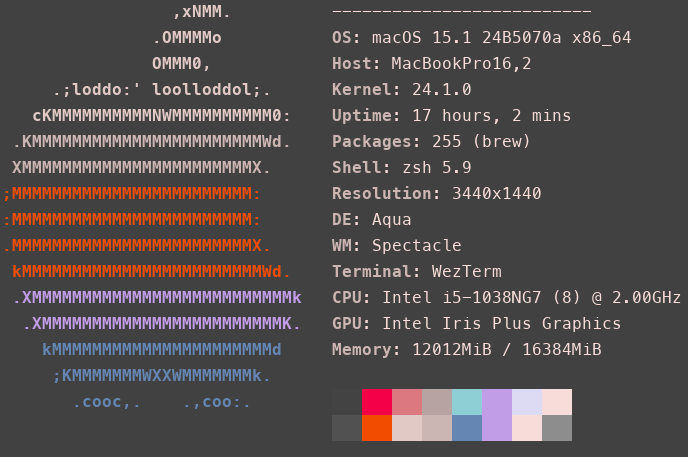 ,xNMM.          --------------------------
               .OMMMMo           OS: macOS 15.1 24B5070a x86_64
               OMMM0,            Host: MacBookPro16,2
     .;loddo:' loolloddol;.      Kernel: 24.1.0
   cKMMMMMMMMMMNWMMMMMMMMMM0:    Uptime: 17 hours, 2 mins
 .KMMMMMMMMMMMMMMMMMMMMMMMWd.    Packages: 255 (brew)
 XMMMMMMMMMMMMMMMMMMMMMMMX.      Shell: zsh 5.9
;MMMMMMMMMMMMMMMMMMMMMMMM:       Resolution: 3440x1440
:MMMMMMMMMMMMMMMMMMMMMMMM:       DE: Aqua
.MMMMMMMMMMMMMMMMMMMMMMMMX.      WM: Spectacle
 kMMMMMMMMMMMMMMMMMMMMMMMMWd.    Terminal: WezTerm
 .XMMMMMMMMMMMMMMMMMMMMMMMMMMk   CPU: Intel i5-1038NG7 (8) @ 2.00GHz
  .XMMMMMMMMMMMMMMMMMMMMMMMMK.   GPU: Intel Iris Plus Graphics
    kMMMMMMMMMMMMMMMMMMMMMMd     Memory: 12012MiB / 16384MiB
     ;KMMMMMMMWXXWMMMMMMMk.
       .cooc,.    .,coo:.